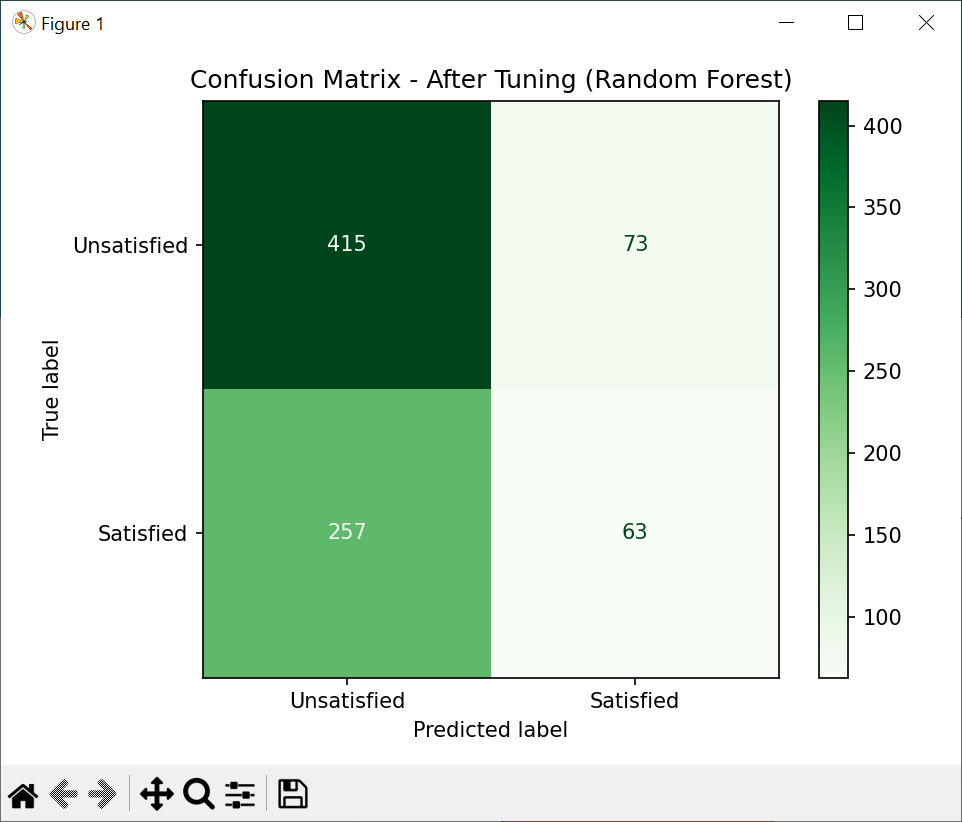 Figure 1
Confusion Matrix - After Tuning (Random Forest)
Unsatisfied
415
73
Satisfied
257
63
True label
Unsatisfied
Satisfied
Predicted label
400
350
300
250
200
150
100